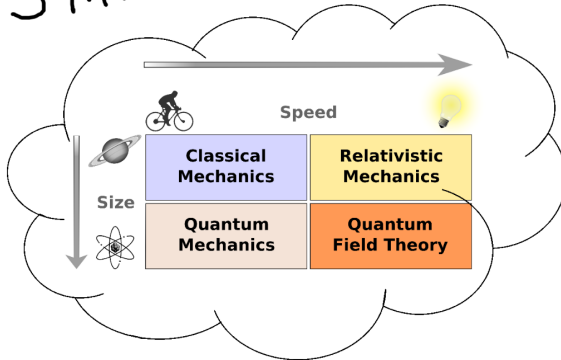 Speed
Classical
Mechanics
Relativistic
Mechanics
Size
Quantum
Mechanics
Quantum
Field Theory